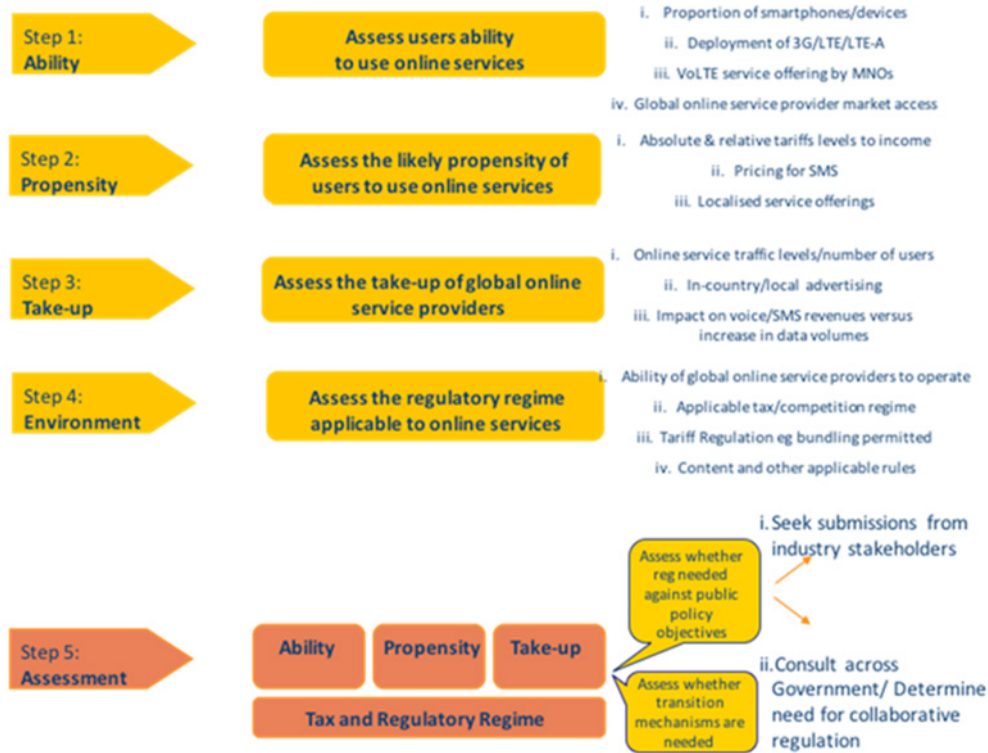 Step 1:
Ability
Assess users ability
to use online services
i. Proportion of smartphones/devices
ii. Deployment of 3G/LTE/LTE-A
iii. VoLTE service offering by MNOs
iv. Global online service provider market access
Step 2:
Propensity
Assess the likely propensity of
users to use online services
i. Absolute & relative tariffs levels to income
ii. Pricing for SMS
iii. Localised service offerings
Step 3:
Take-up
Assess the take-up of global online
service providers
i. Online service traffic levels/number of users
ii. In-country/local advertising
iii. Impact on voice/SMS revenues versus
increase in data volumes
Step 4:
Environment
Assess the regulatory regime
applicable to online services
i. Ability of global online service providers to operate
ii. Applicable tax/competition regime
iii. Tariff Regulation eg bundling permitted
iv. Content and other applicable rules
Step 5:
Assessment
Ability
Propensity
Take-up
Tax and Regulatory Regime
Assess whether
reg needed
against public
policy
objectives
Assess whether
transition
mechanisms are
needed
i. Seek submissions from
industry stakeholders
ii. Consult across
Government/ Determine
need for collaborative
regulation